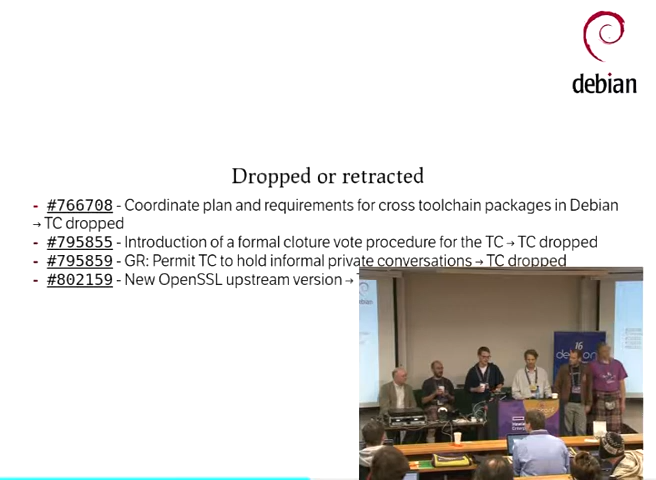 debian
Dropped or retracted
- #766708 - Coordinate plan and requirements for cross toolchain packages in Debian
→ TC dropped
- #795855 - Introduction of a formal cloture vote procedure for the TC → TC dropped
- #795859 - GR: Permit TC to hold informal private conversations → TC dropped
- #802159 - New OpenSSL upstream version →
16